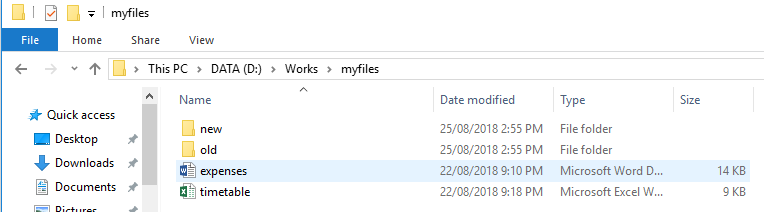 myfiles
File Home Share View
This PC DATA (D:) Works myfiles
Name Date modified Type Size
Quick access
Desktop
Downloads
Documents
Pictures
new 25/08/2018 2:55 PM File folder
old 25/08/2018 2:55 PM File folder
expenses 22/08/2018 9:10 PM Microsoft Word D... 14 KB
timetable 22/08/2018 9:18 PM Microsoft Excel W... 9 KB